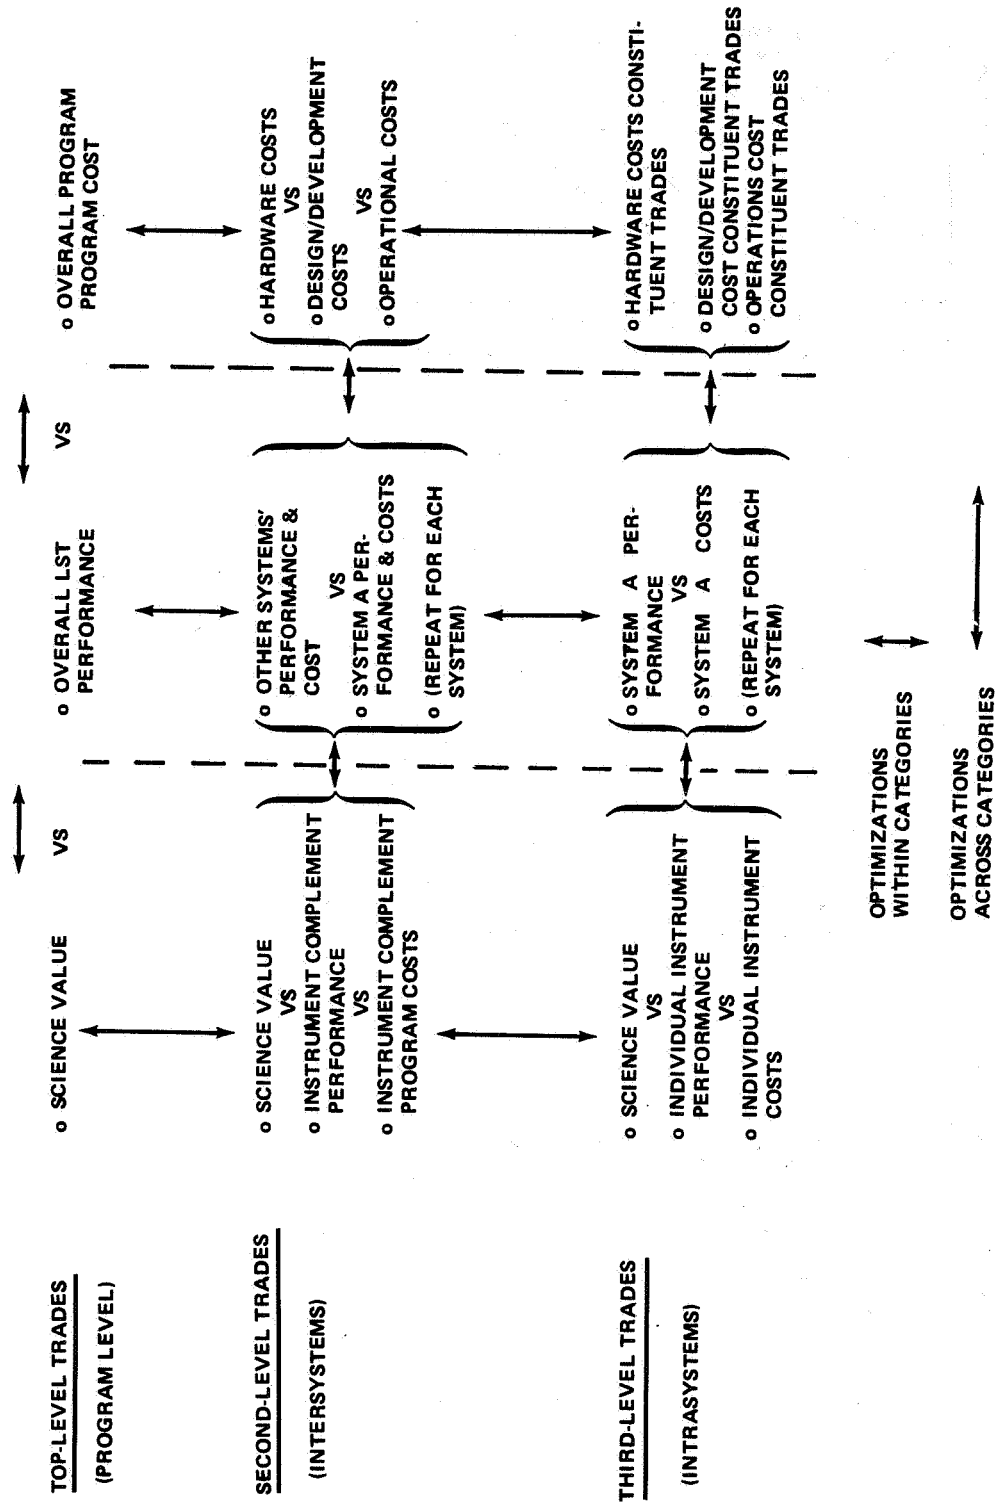 TOP-LEVEL TRADES
(PROGRAM LEVEL)
o SCIENCE VALUE
VS
o OVERALL LST
PERFORMANCE
VS
o OVERALL PROGRAM
PROGRAM COST
SECOND-LEVEL TRADES
(INTERSYSTEMS)
o SCIENCE VALUE
VS
o INSTRUMENT COMPLEMENT
PERFORMANCE
VS
o INSTRUMENT COMPLEMENT
PROGRAM COSTS
o OTHER SYSTEMS'
PERFORMANCE &
COST
VS
o SYSTEM A PER-
FORMANCE & COSTS
o (REPEAT FOR EACH
SYSTEM)
o HARDWARE COSTS
VS
o DESIGN/DEVELOPMENT
COSTS
VS
o OPERATIONAL COSTS
THIRD-LEVEL TRADES
(INTRASYSTEMS)
o SCIENCE VALUE
VS
o INDIVIDUAL INSTRUMENT
PERFORMANCE
VS
o INDIVIDUAL INSTRUMENT
COSTS
o SYSTEM A PER-
FORMANCE
VS
o SYSTEM A COSTS
o (REPEAT FOR EACH
SYSTEM)
o HARDWARE COSTS CONSTI-
TUENT TRADES
o DESIGN/DEVELOPMENT
COST CONSTITUENT TRADES
o OPERATIONS COST
CONSTITUENT TRADES
OPTIMIZATIONS
WITHIN CATEGORIES
OPTIMIZATIONS
ACROSS CATEGORIES